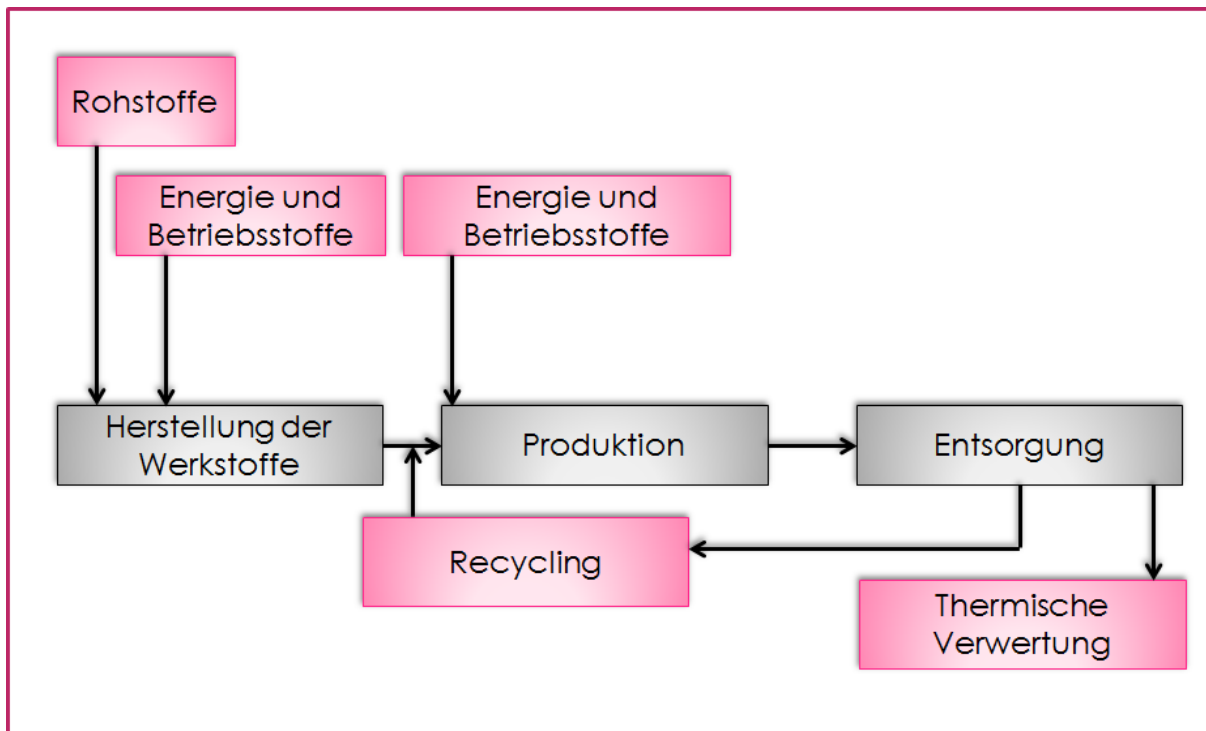 Rohstoffe
Energie und
Betriebsstoffe
Energie und
Betriebsstoffe
Herstellung der
Werkstoffe
Produktion
Entsorgung
Recycling
Thermische
Verwertung